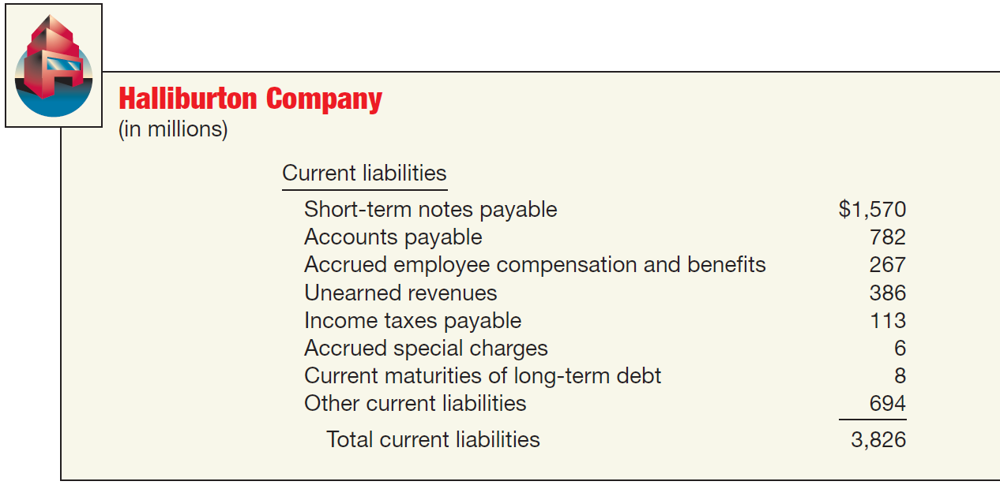 Halliburton Company
(in millions)
Current liabilities
Short-term notes payable $1,570
Accounts payable 782
Accrued employee compensation and benefits 267
Unearned revenues 386
Income taxes payable 113
Accrued special charges 6
Current maturities of long-term debt 8
Other current liabilities 694
Total current liabilities 3,826